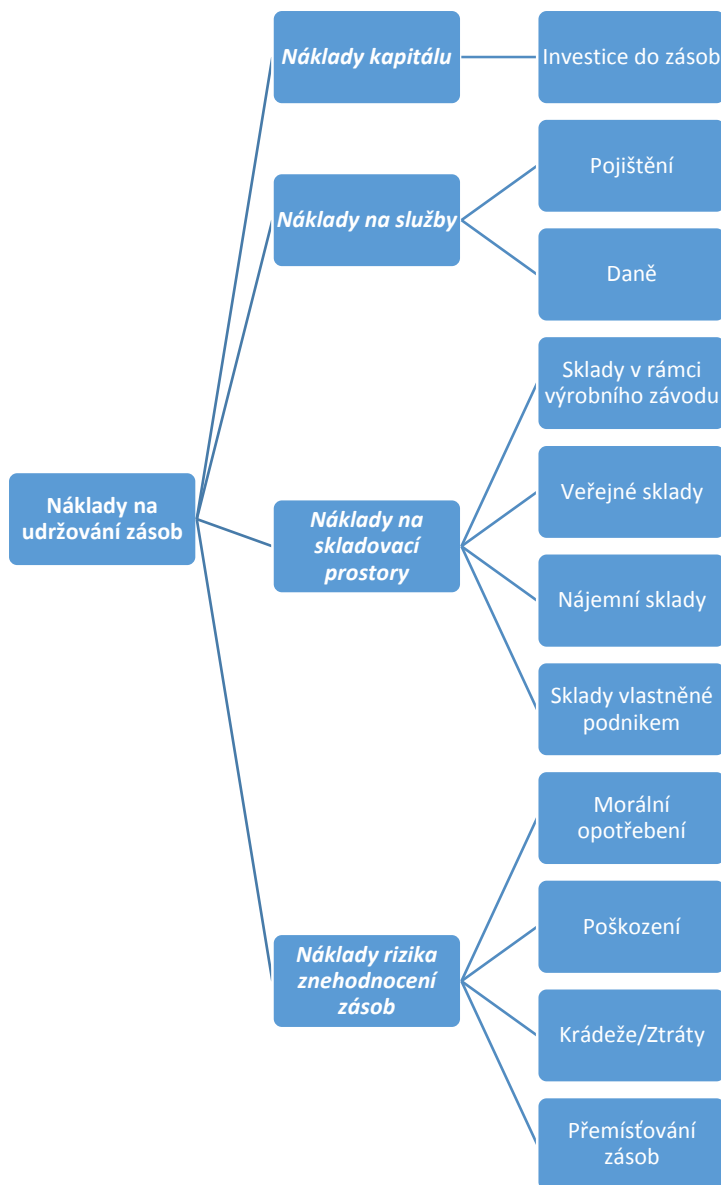 Náklady na
udržování zásob
Náklady kapitálu
Investice do zásob
Náklady na služby
Pojištění
Daně
Náklady na
skladovací
prostory
Sklady v rámci
výrobního závodu
Veřejné sklady
Nájemní sklady
Sklady vlastněné
podnikem
Náklady rizika
znehodnocení
zásob
Morální
opotřebení
Poškození
Krádeže/Ztráty
Přemísťování
zásob